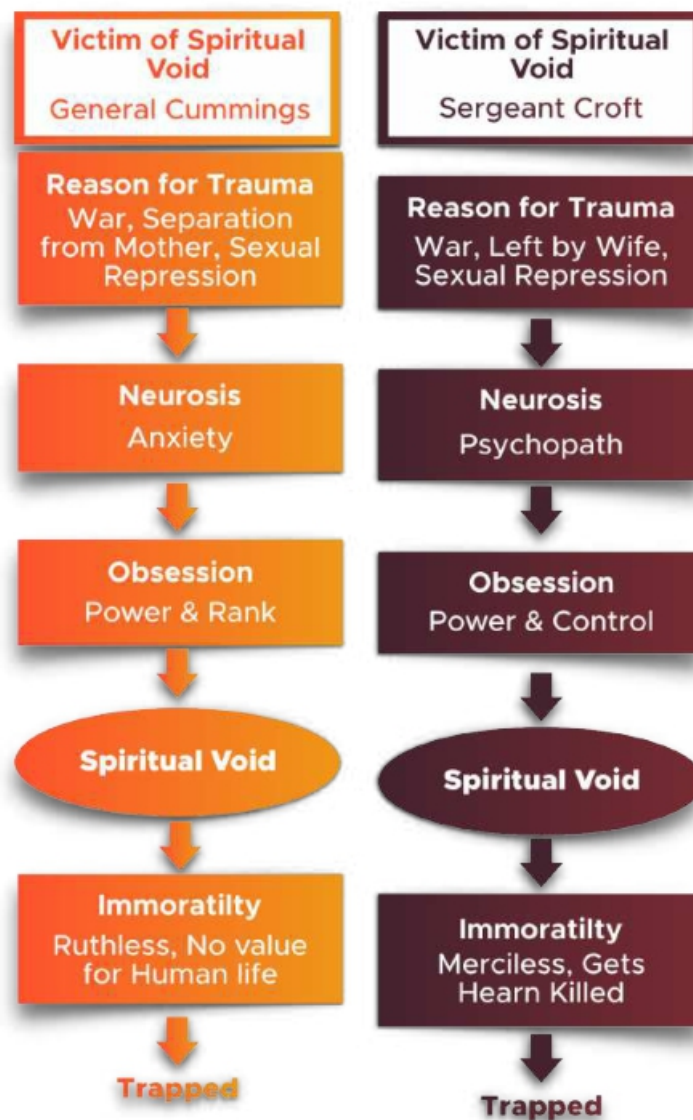 Victim of Spiritual
Void
General Cummings
Reason for Trauma
War, Separation
from Mother, Sexual
Repression
Neurosis
Anxiety
Obsession
Power & Rank
Spiritual Void
Immoratilty
Ruthless, No value
for Human life
Trapped
Victim of Spiritual
Void
Sergeant Croft
Reason for Trauma
War, Left by Wife,
Sexual Repression
Neurosis
Psychopath
Obsession
Power & Control
Spiritual Void
Immoratilty
Merciless, Gets
Hearn Killed
Trapped